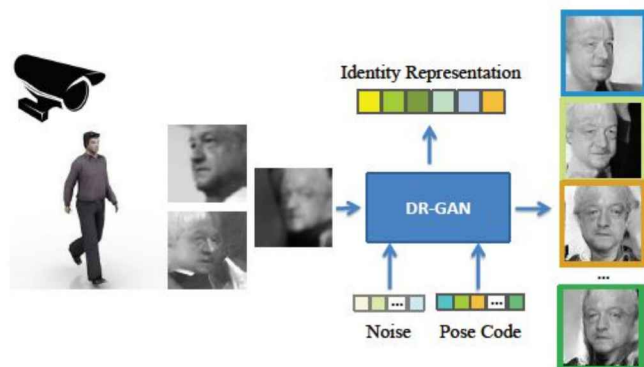 Identity Representation
DR-GAN
...
...
...
Noise
Pose Code